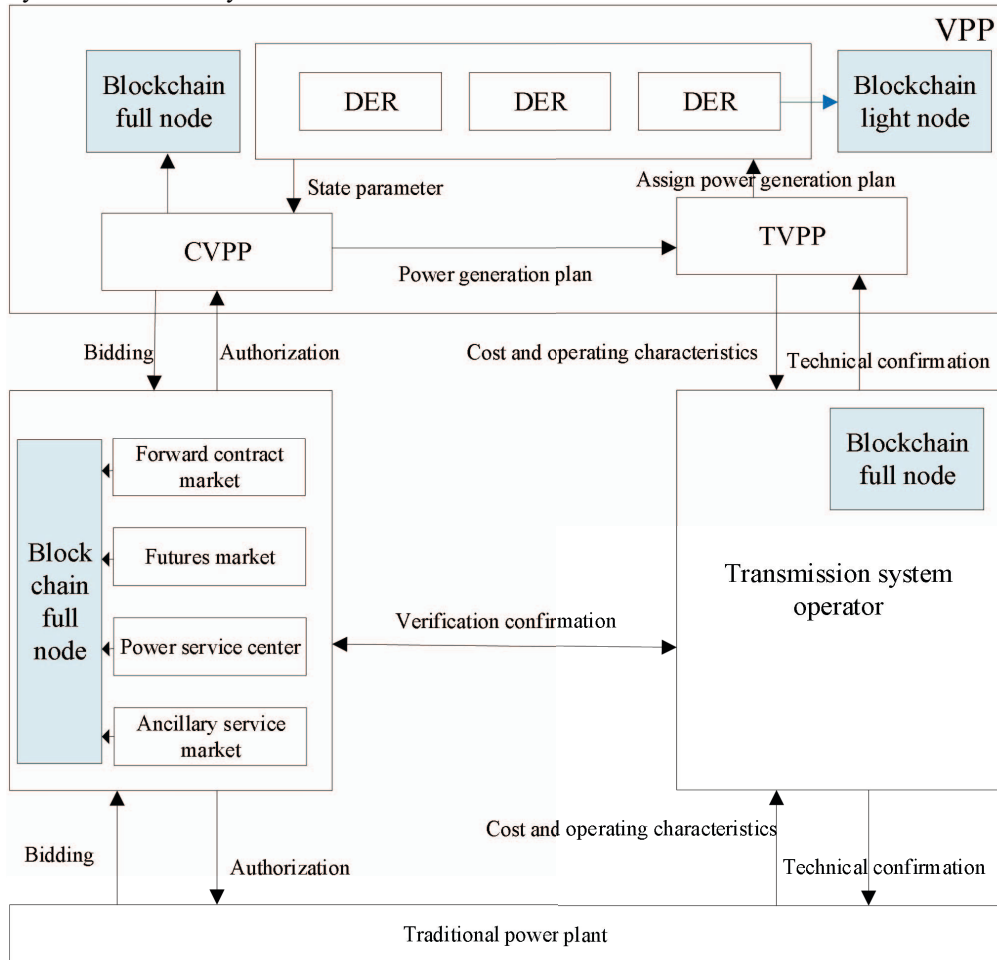 VPP
Blockchain
full node
DER
DER
DER
Blockchain
light node
State parameter
Assign power generation plan
CVPP
TVPP
Power generation plan
Bidding
Authorization
Cost and operating characteristics
Technical confirmation
Block
chain
full
node
Forward contract
market
Futures market
Power service center
Ancillary service
market
Blockchain
full node
Transmission system
operator
Verification confirmation
Bidding
Authorization
Cost and operating characteristics
Technical confirmation
Traditional power plant